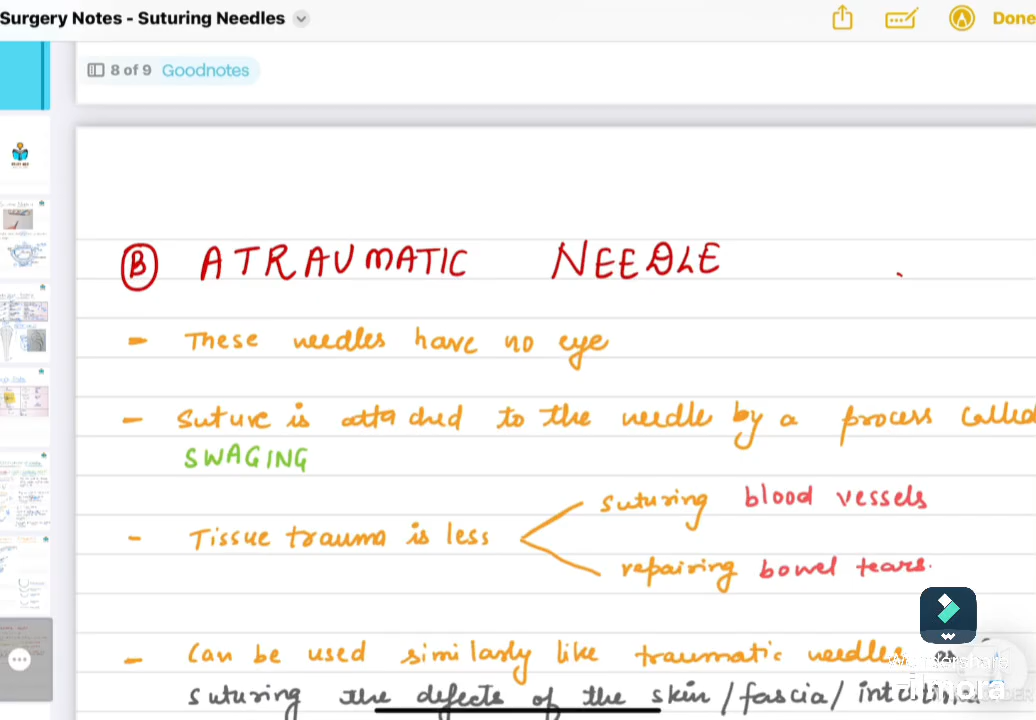 Surgery Notes - Suturing Needles
Done
8 of 9 Goodnotes
Ⓑ ATRAUMATIC NEEDLE
- These needles have no eye
- Suture is attached to the needle by a process called
SWAGING
- Tissue trauma is less
suturing blood vessels
repairing bowel tears.
- Can be used similarly like traumatic needles
suturing the defects of the skin/fascia/
Wondershare
filmora